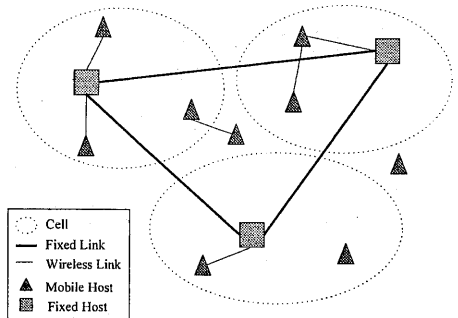 Cell
Fixed Link
Wireless Link
Mobile Host
Fixed Host